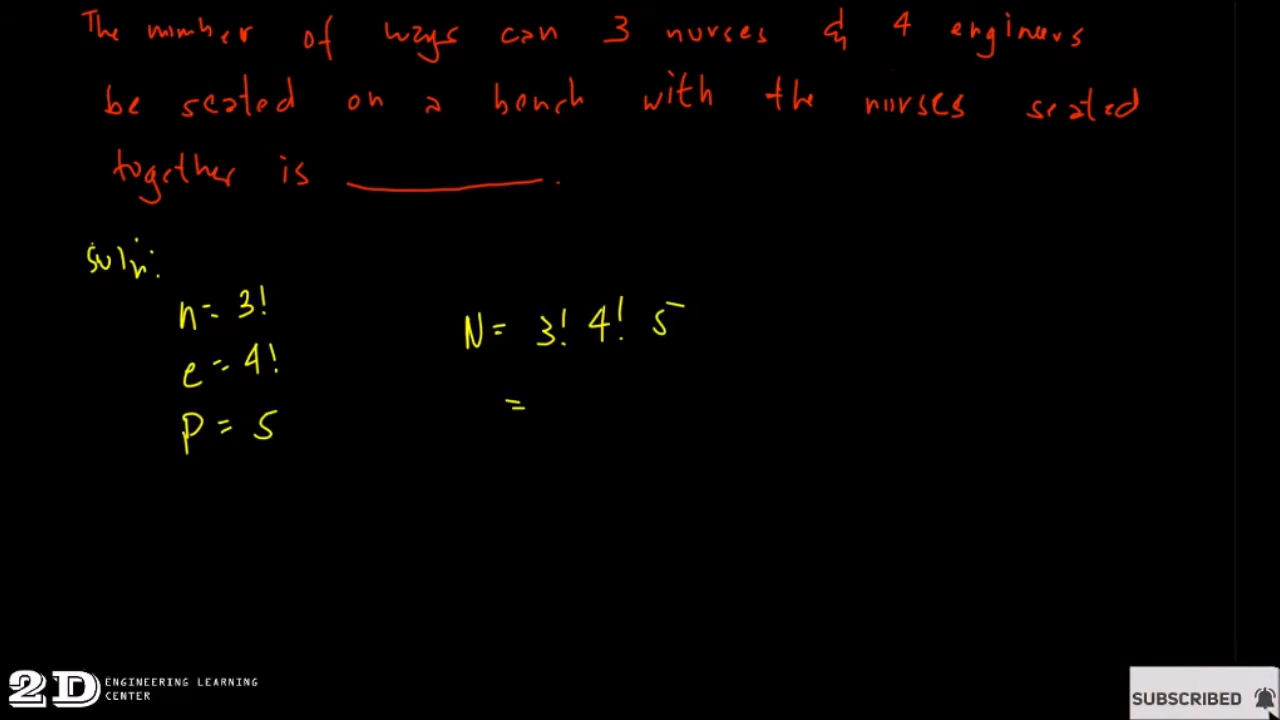 The number of ways can 3 nurses & 4 engineers
be seated on a bench with the nurses seated
together is ________.
Sol'n:
n = 3!
e = 4!
P = 5
N = 3! 4! 5
=
2D ENGINEERING LEARNING
CENTER
SUBSCRIBED